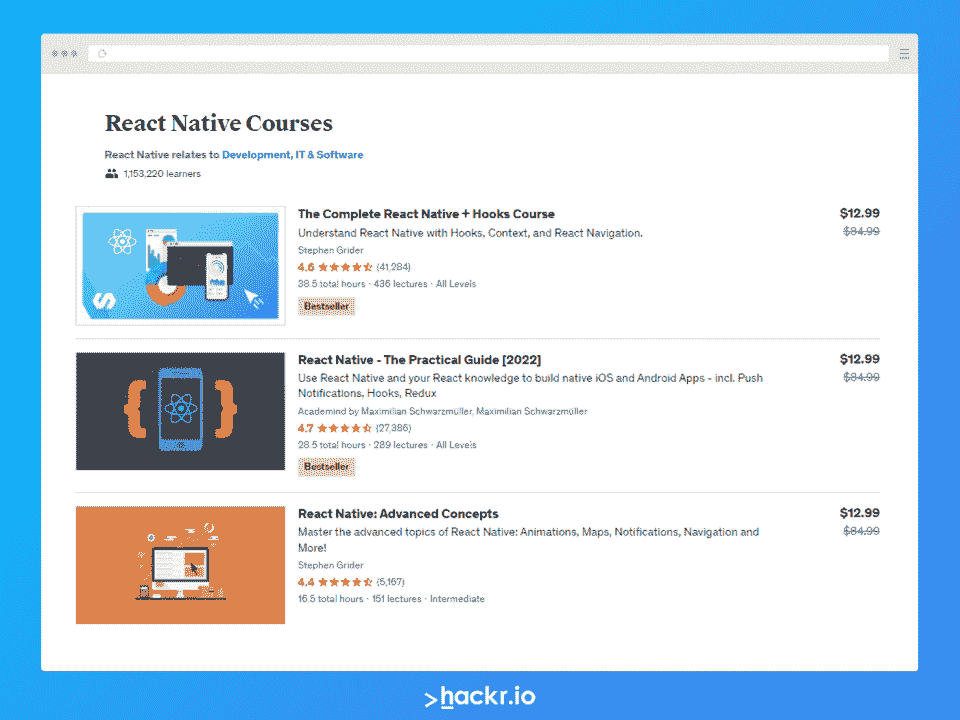 React Native Courses
React Native relates to Development, IT & Software
1,153,220 learners
The Complete React Native + Hooks Course
$12.99
Understand React Native with Hooks, Context, and React Navigation.
$84.99
Stephen Grider
4.6 (41,284)
38.5 total hours · 436 lectures · All Levels
Bestseller
React Native - The Practical Guide [2022]
$12.99
Use React Native and your React knowledge to build native iOS and Android Apps - incl. Push
$84.99
Notifications, Hooks, Redux
Academind by Maximilian Schwarzmüller, Maximilian Schwarzmüller
4.7 (27,386)
28.5 total hours · 289 lectures · All Levels
Bestseller
React Native: Advanced Concepts
$12.99
Master the advanced topics of React Native: Animations, Maps, Notifications, Navigation and
$84.99
More!
Stephen Grider
4.4 (5,167)
16.5 total hours · 151 lectures · Intermediate
>hackr.io